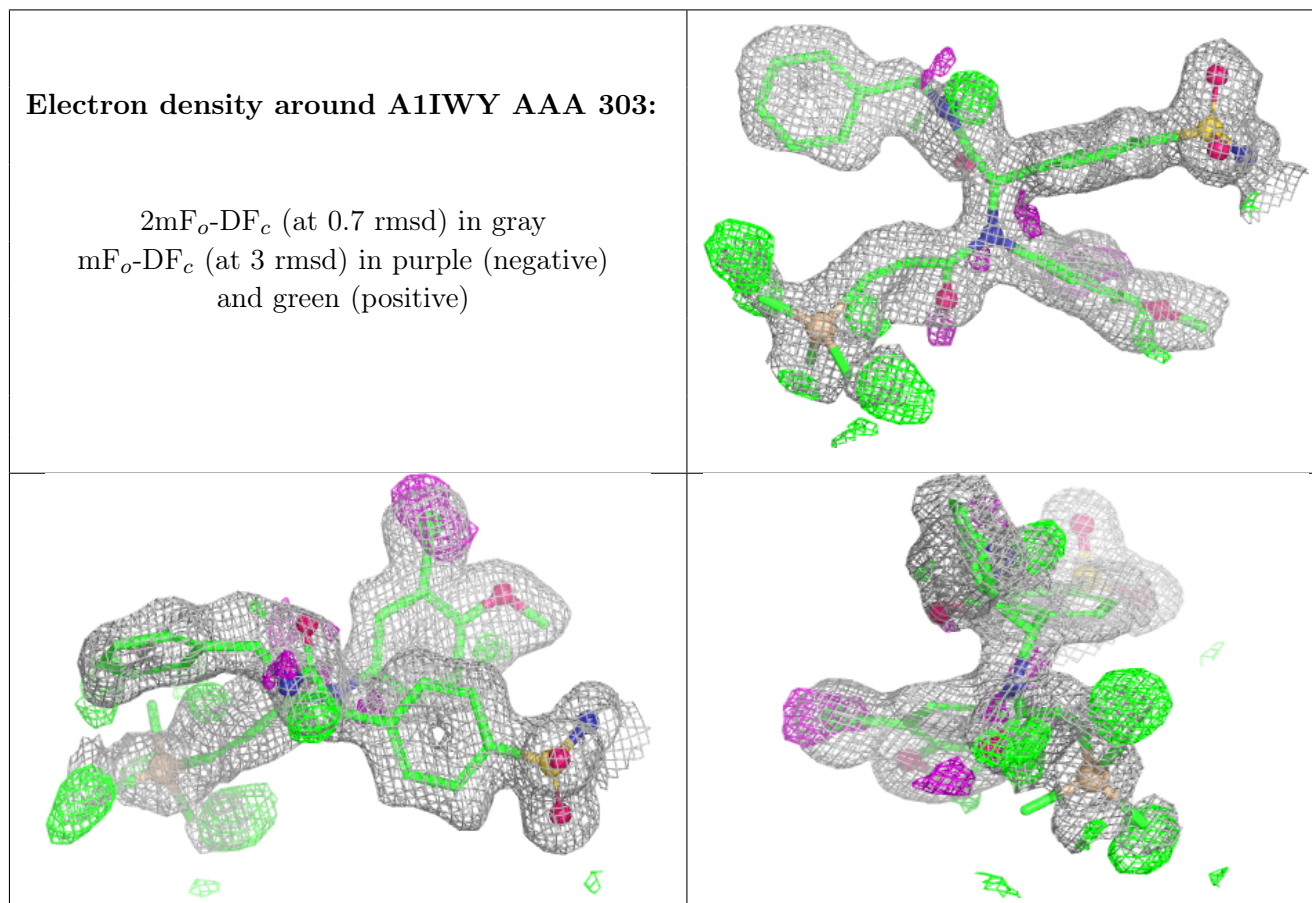 Electron density around A1IWY AAA 303:
2mFo-DFc (at 0.7 rmsd) in gray
mFo-DFc (at 3 rmsd) in purple (negative)
and green (positive)